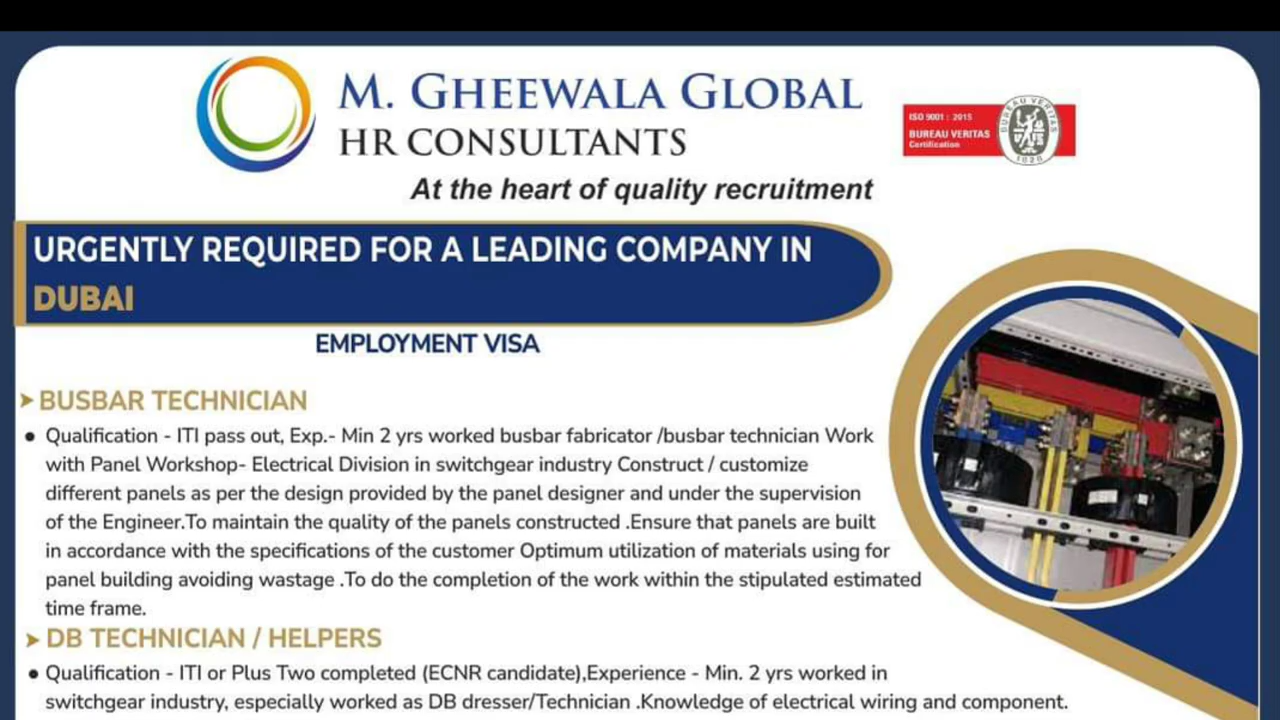 M. GHEEWALA GLOBAL
HR CONSULTANTS
At the heart of quality recruitment
ISO 9001 : 2015
BUREAU VERITAS
Certification
BUREAU VERITAS
1828
URGENTLY REQUIRED FOR A LEADING COMPANY IN
DUBAI
EMPLOYMENT VISA
➤ BUSBAR TECHNICIAN
● Qualification - ITI pass out, Exp.- Min 2 yrs worked busbar fabricator /busbar technician Work
with Panel Workshop- Electrical Division in switchgear industry Construct / customize
different panels as per the design provided by the panel designer and under the supervision
of the Engineer.To maintain the quality of the panels constructed .Ensure that panels are built
in accordance with the specifications of the customer Optimum utilization of materials using for
panel building avoiding wastage .To do the completion of the work within the stipulated estimated
time frame.
➤ DB TECHNICIAN / HELPERS
● Qualification - ITI or Plus Two completed (ECNR candidate),Experience - Min. 2 yrs worked in
switchgear industry, especially worked as DB dresser/Technician .Knowledge of electrical wiring and component.